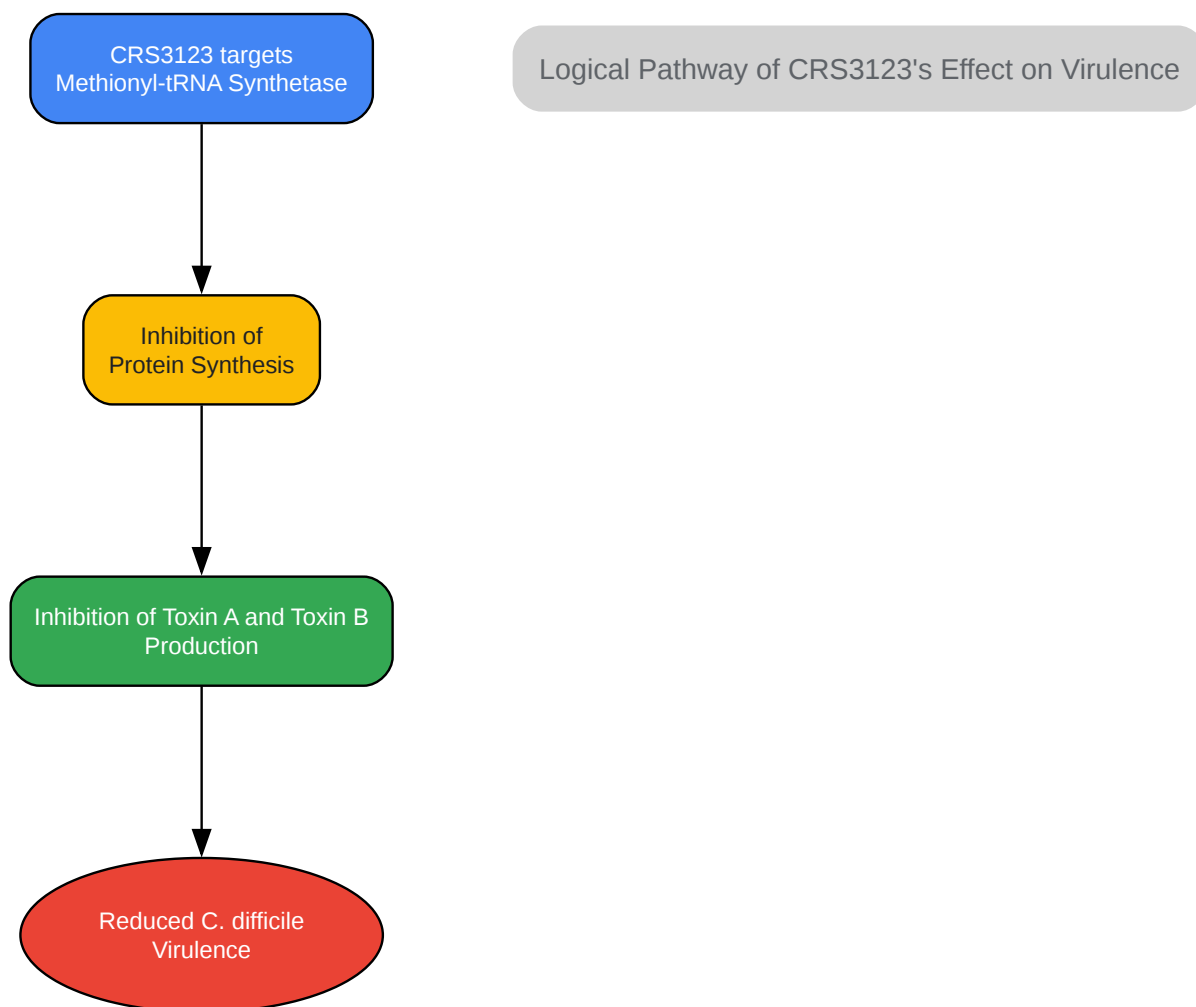 CRS3123 targets
Methionyl-tRNA Synthetase
Logical Pathway of CRS3123's Effect on Virulence
Inhibition of
Protein Synthesis
Inhibition of Toxin A and Toxin B
Production
Reduced C. difficile
Virulence